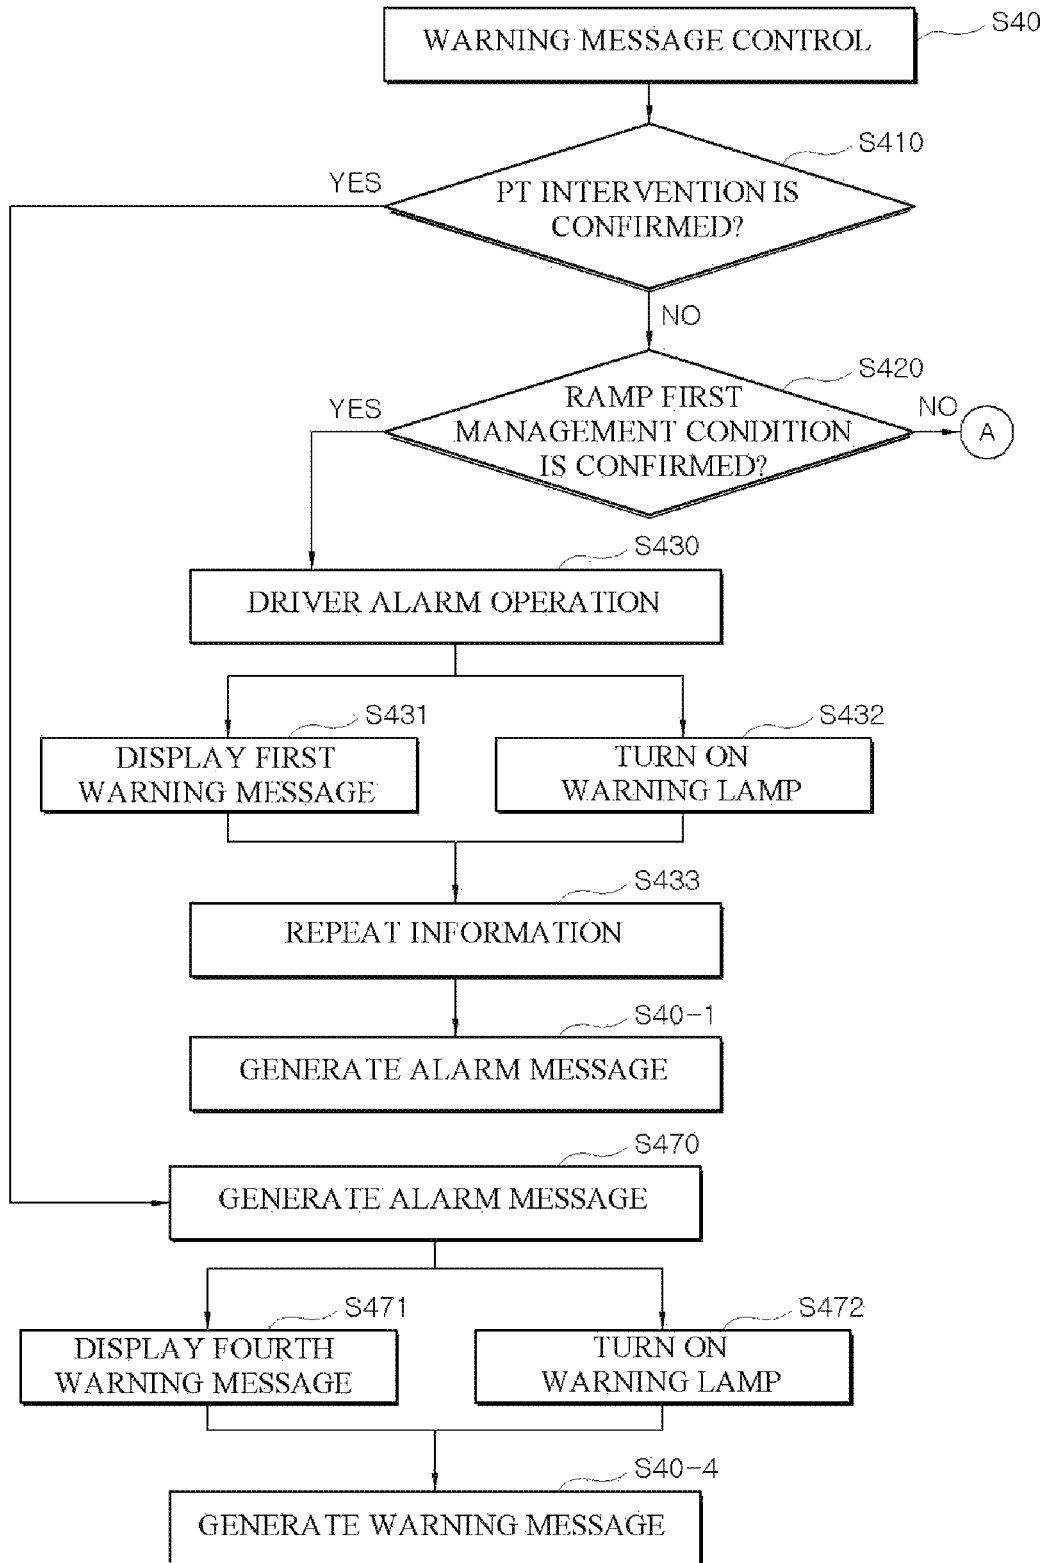 WARNING MESSAGE CONTROL
S40
S410
YES
PT INTERVENTION IS
CONFIRMED?
NO
S420
YES
RAMP FIRST
MANAGEMENT CONDITION
IS CONFIRMED?
NO
A
S430
DRIVER ALARM OPERATION
S431
DISPLAY FIRST
WARNING MESSAGE
S432
TURN ON
WARNING LAMP
S433
REPEAT INFORMATION
S40-1
GENERATE ALARM MESSAGE
S470
GENERATE ALARM MESSAGE
S471
DISPLAY FOURTH
WARNING MESSAGE
S472
TURN ON
WARNING LAMP
S40-4
GENERATE WARNING MESSAGE